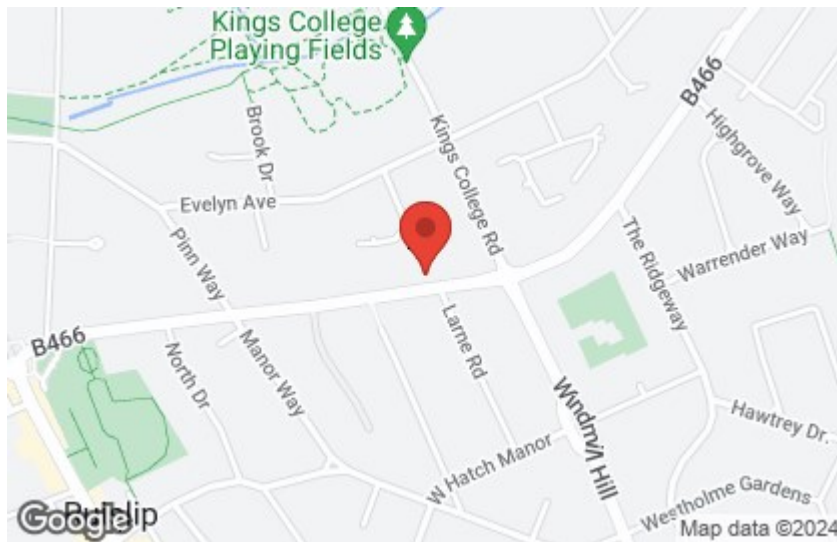 Kings College
Playing Fields
B466
Highgrove Way
Brook Dr
Kings College Rd
Evelyn Ave
Pinn Way
The Ridgeway
Warrender Way
B466
North Dr
Manor Way
Larne Rd
Windmill Hill
W Hatch Manor
Hawtrey Dr.
Westholme Gardens
Ruislip
Google
Map data ©2024